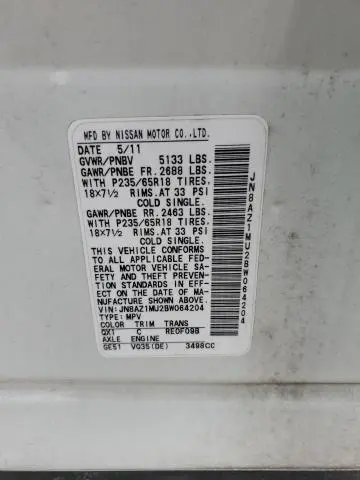 MFD BY NISSAN MOTOR CO.,LTD.
DATE 5/11
GVWR/PNBV 5133 LBS.
GAWR/PNBE FR. 2688 LBS.
WITH P235/65R18 TIRES.
18X7½ RIMS.AT 33 PSI
COLD SINGLE.
GAWR/PNBE RR. 2463 LBS.
WITH P235/65R18 TIRES.
18X7½ RIMS.AT 33 PSI
COLD SINGLE.
THIS VEHICLE CONFORMS
TO ALL APPLICABLE FED-
ERAL MOTOR VEHICLE SA-
FETY AND THEFT PREVEN-
TION STANDARDS IN EFFEC-
T ON THE DATE OF MA-
NUFACTURE SHOWN ABOVE.
VIN:JN8AZ1MU2BW064204
TYPE:MPV
COLOR TRIM TRANS
QX1 C RE0F09B
AXLE ENGINE
GE51 VQ35(DE) 3498CC
JN8AZ1MU2BW064204